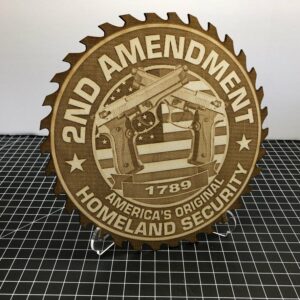 2ND AMENDMENT
1789
AMERICA'S ORIGINAL
HOMELAND SECURITY